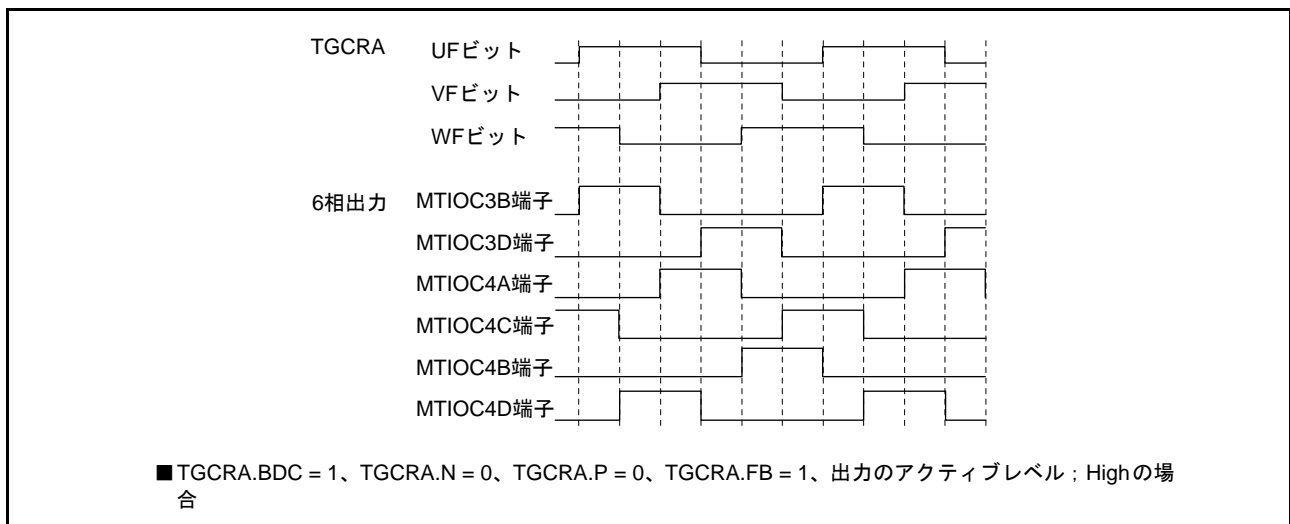 TGCRA UFビット
VFビット
WFビット
6相出力 MTIOC3B端子
MTIOC3D端子
MTIOC4A端子
MTIOC4C端子
MTIOC4B端子
MTIOC4D端子
■TGCRA.BDC = 1、TGCRA.N = 0、TGCRA.P = 0、TGCRA.FB = 1、出力のアクティブレベル；Highの場
合